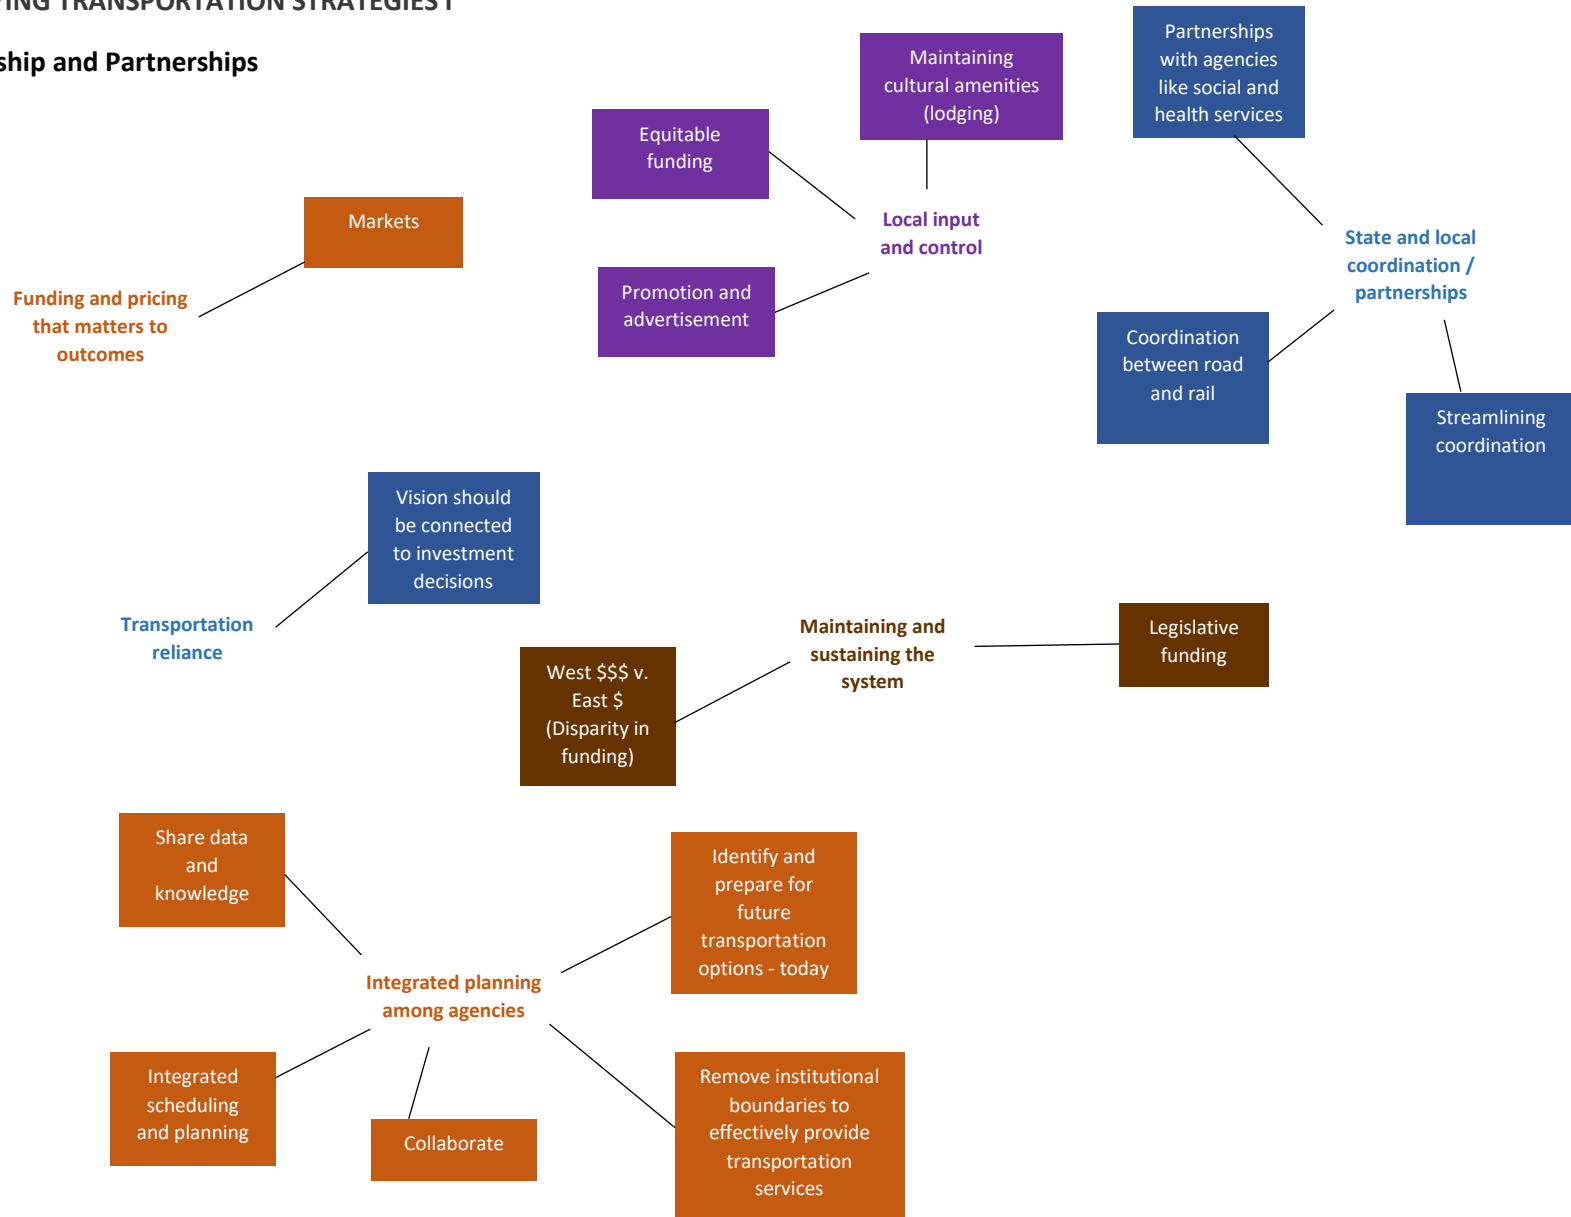 YING TRANSPORTATION STRATEGIES I
ship and Partnerships
Partnerships
with agencies
like social and
health services
Maintaining
cultural amenities
(lodging)
Equitable
funding
Local input
and control
Promotion and
advertisement
Markets
Funding and pricing
that matters to
outcomes
State and local
coordination /
partnerships
Coordination
between road
and rail
Streamlining
coordination
Vision should
be connected
to investment
decisions
Transportation
reliance
Maintaining and
sustaining the
system
Legislative
funding
West $$$ v.
East $
(Disparity in
funding)
Share data
and
knowledge
Identify and
prepare for
future
transportation
options - today
Integrated planning
among agencies
Integrated
scheduling
and planning
Collaborate
Remove institutional
boundaries to
effectively provide
transportation
services